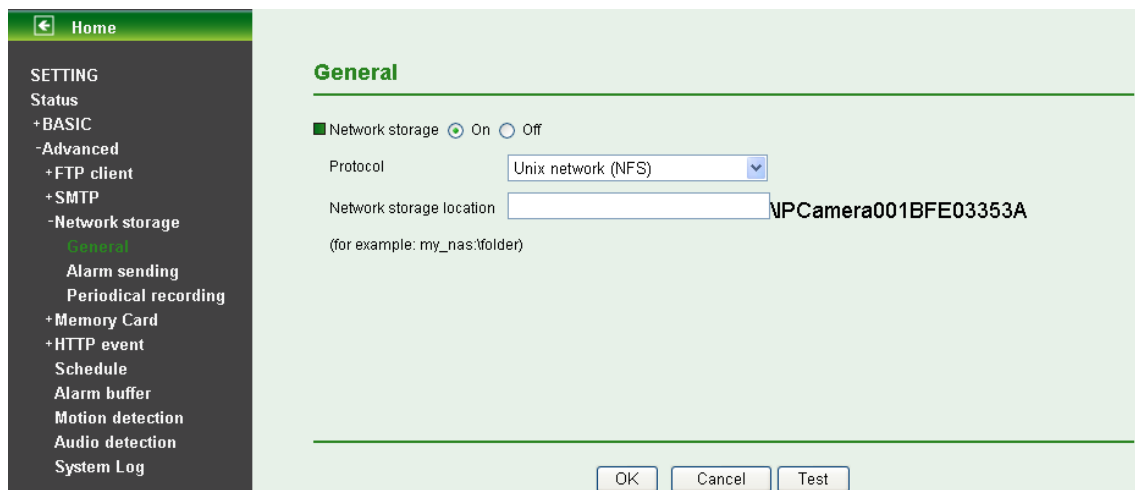 Home
SETTING
Status
+BASIC
-Advanced
+FTP client
+SMTP
-Network storage
General
Alarm sending
Periodical recording
+Memory Card
+HTTP event
Schedule
Alarm buffer
Motion detection
Audio detection
System Log
General
Network storage On Off
Protocol Unix network (NFS)
Network storage location \IPCamera001BFE03353A
(for example: my_nas:\folder)
OK Cancel Test